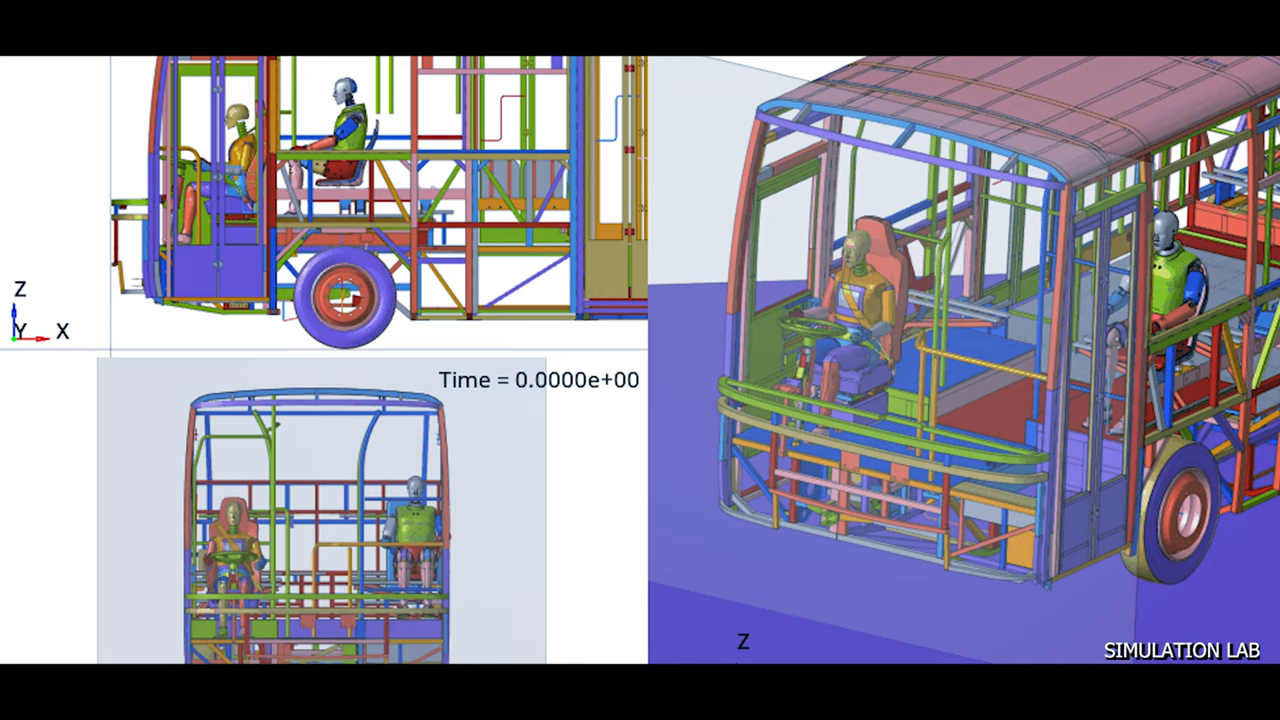 Z
Y X
Time = 0.0000e+00
Z
SIMULATION LAB